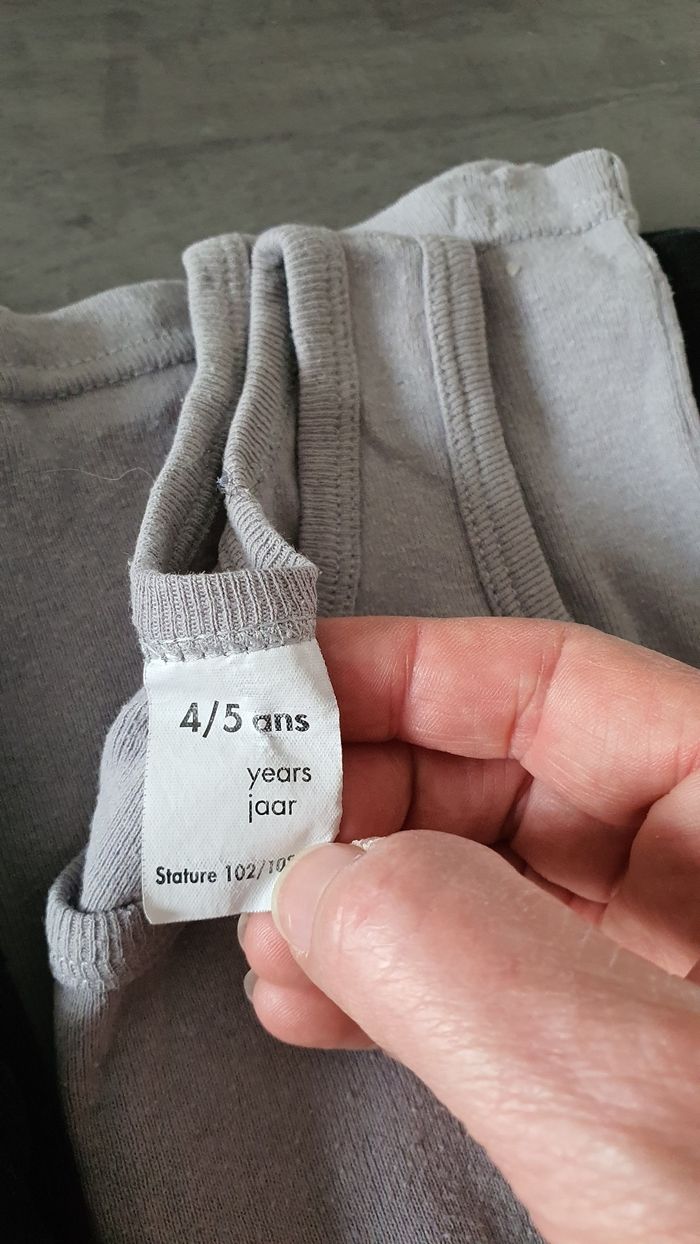 4/5 ans
years
jaar
Stature